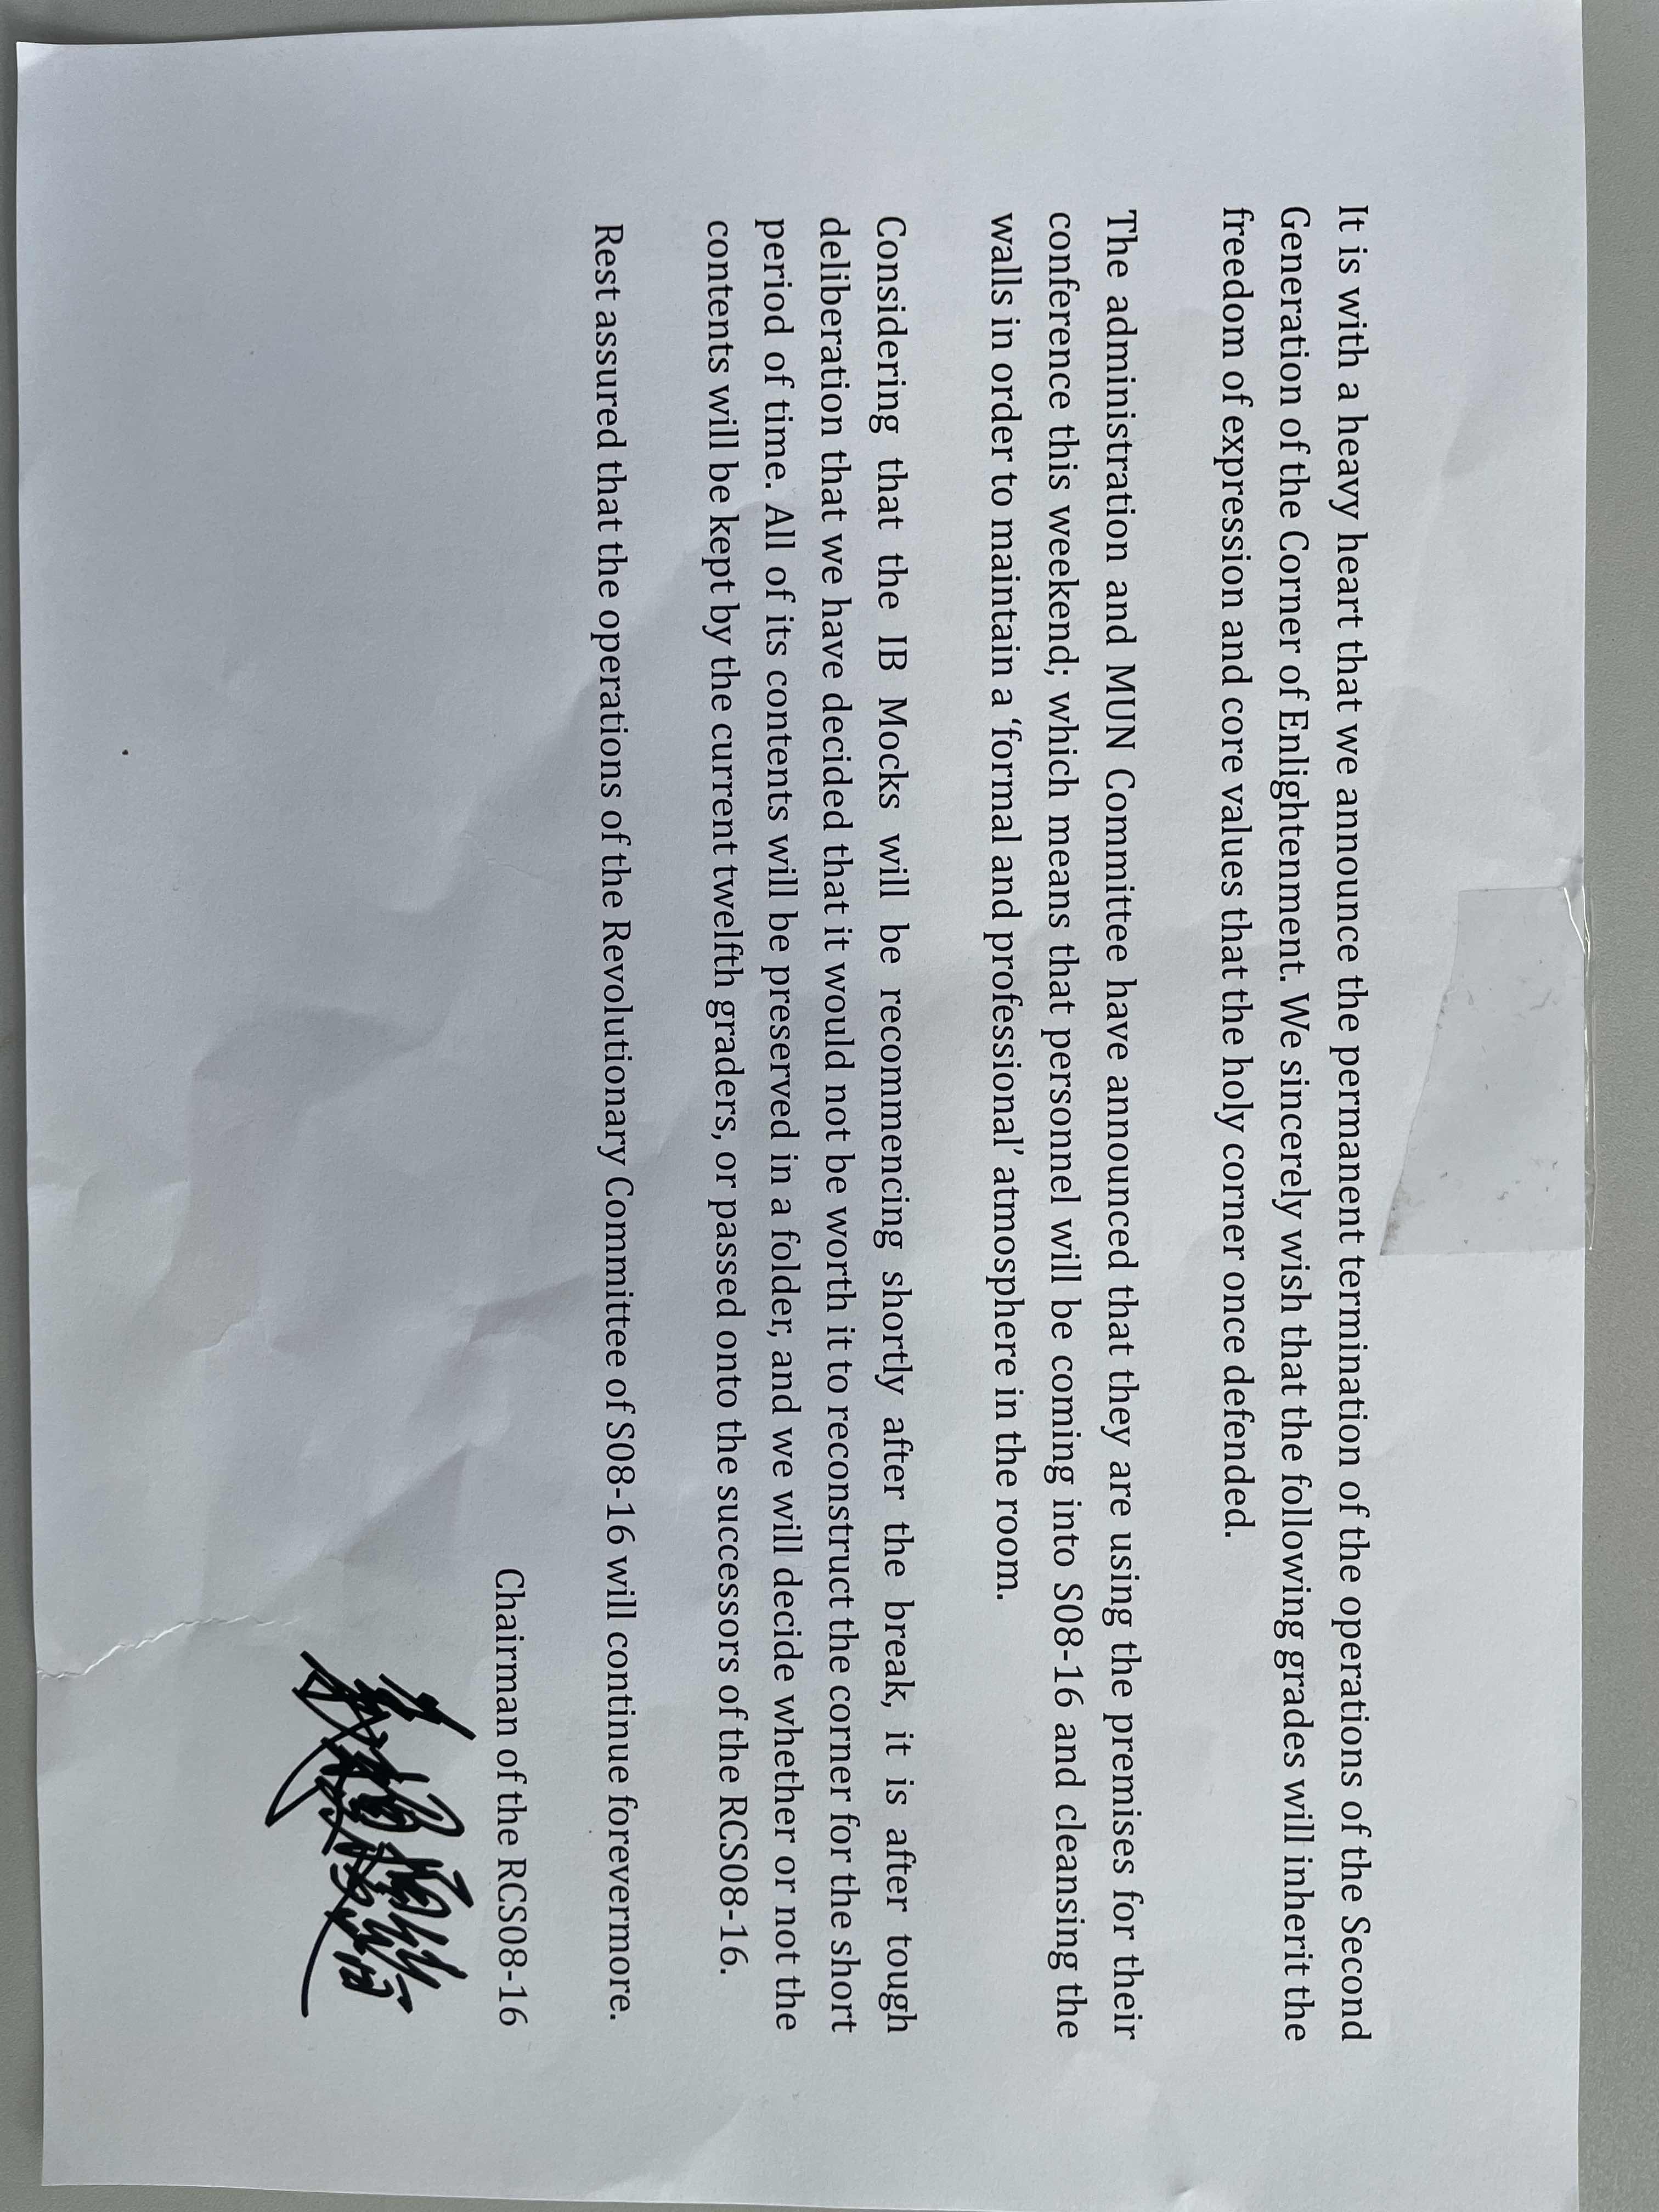 It is with a heavy heart that we announce the permanent termination of the operations of the Second
Generation of the Corner of Enlightenment. We sincerely wish that the following grades will inherit the
freedom of expression and core values that the holy corner once defended.
The administration and MUN Committee have announced that they are using the premises for their
conference this weekend; which means that personnel will be coming into S08-16 and cleansing the
walls in order to maintain a ‘formal and professional’ atmosphere in the room.
Considering that the IB Mocks will be recommencing shortly after the break, it is after tough
deliberation that we have decided that it would not be worth it to reconstruct the corner for the short
period of time. All of its contents will be preserved in a folder, and we will decide whether or not the
contents will be kept by the current twelfth graders, or passed onto the successors of the RCS08-16.
Rest assured that the operations of the Revolutionary Committee of S08-16 will continue forevermore.
Chairman of the RCS08-16